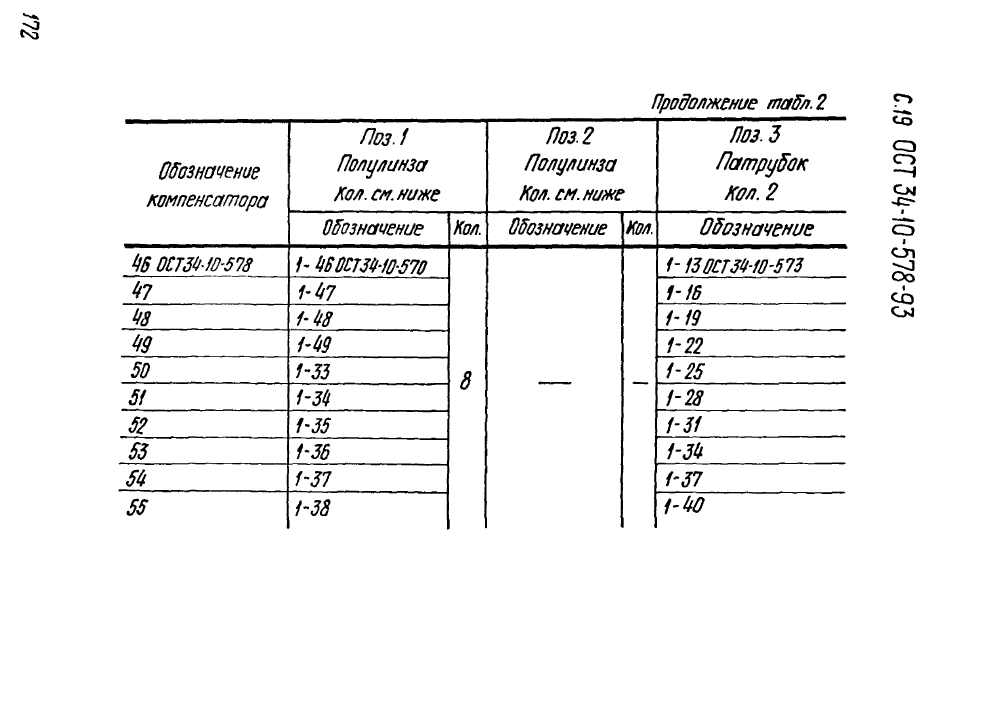 172
С.19 ОСТ 34-10-578-93
Продолжение табл. 2
Обозначение компенсатора | Поз. 1 Полулинза Кол. см. ниже | Поз. 2 Полулинза Кол. см. ниже | Поз. 3 Патрубок Кол. 2
Обозначение | Кол. | Обозначение | Кол. | Обозначение
46 ОСТ34-10-578 | 1-46 ОСТ34-10-570 | 8 | — | — | 1-13 ОСТ34-10-573
47 | 1-47 | 1-16
48 | 1-48 | 1-19
49 | 1-49 | 1-22
50 | 1-33 | 1-25
51 | 1-34 | 1-28
52 | 1-35 | 1-31
53 | 1-36 | 1-34
54 | 1-37 | 1-37
55 | 1-38 | 1-40